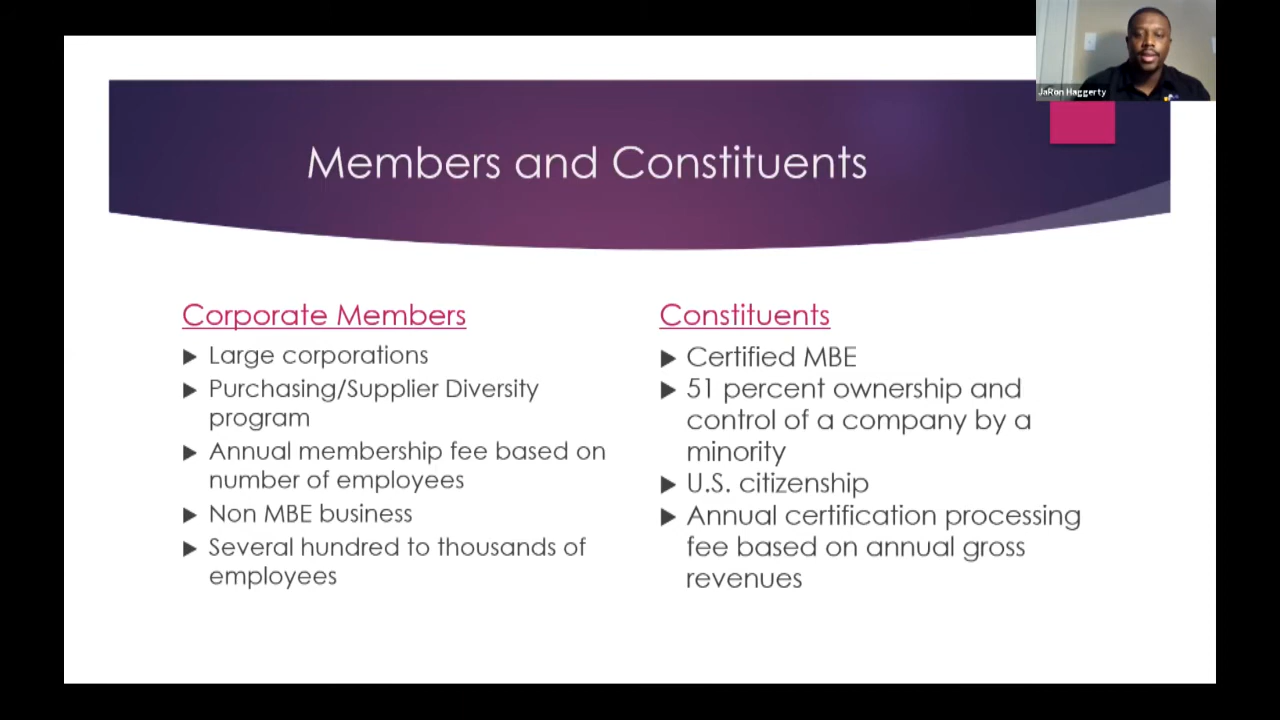 JaRon Haggerty
Members and Constituents
Corporate Members
Large corporations
Purchasing/Supplier Diversity
program
Annual membership fee based on
number of employees
Non MBE business
Several hundred to thousands of
employees
Constituents
Certified MBE
51 percent ownership and
control of a company by a
minority
U.S. citizenship
Annual certification processing
fee based on annual gross
revenues